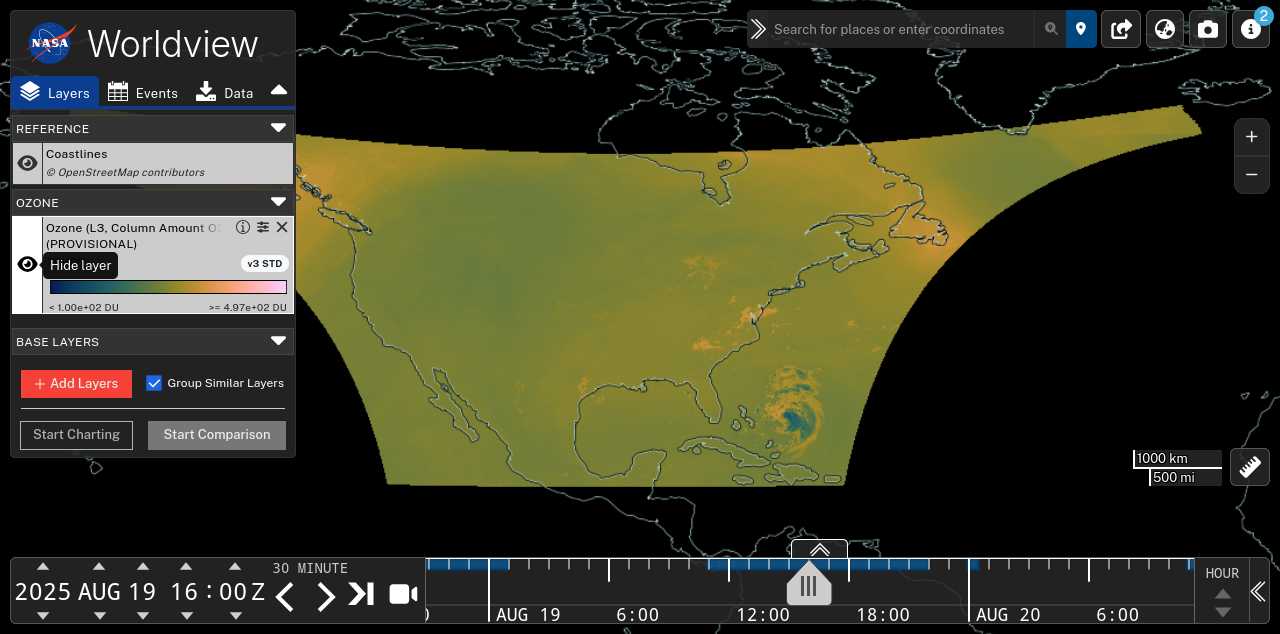 NASA Worldview
Layers Events Data
REFERENCE
Coastlines
© OpenStreetMap contributors
OZONE
Ozone (L3, Column Amount
(PROVISIONAL)
Hide layer
v3 STD
< 1.00e+02 DU >= 4.97e+02 DU
BASE LAYERS
+ Add Layers Group Similar Layers
Start Charting Start Comparison
Search for places or enter coordinates
2
+
−
1000 km
500 mi
2025 AUG 19 16:00 Z
30 MINUTE
AUG 19 6:00 12:00 18:00 AUG 20 6:00
HOUR